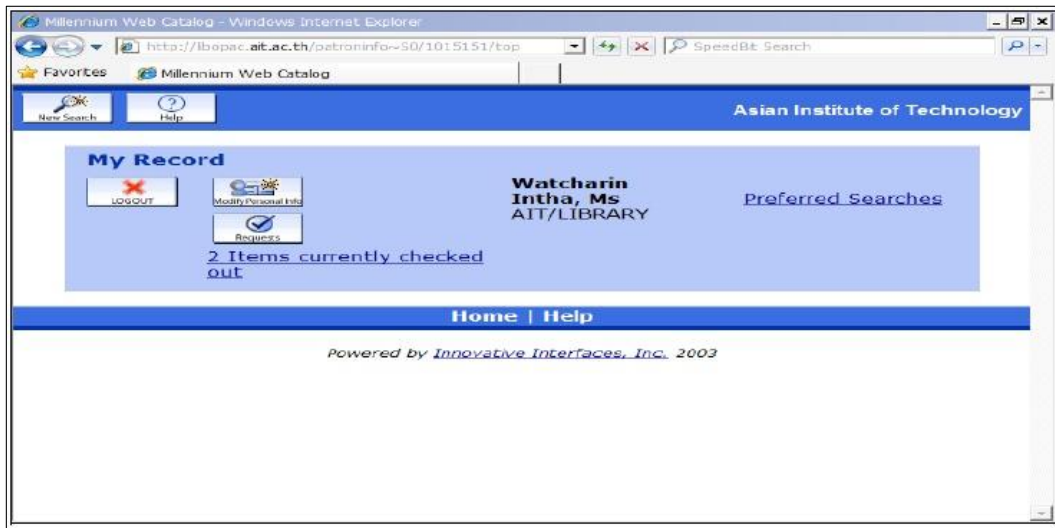 Millennium Web Catalog - Windows Internet Explorer
http://libopac.ait.ac.th/patroninfo~S0/1015151/top SpeedBit Search
Favorites Millennium Web Catalog
New Search Help Asian Institute of Technology
My Record
LOGOUT Modify Personal Info Watcharin Intha, Ms Preferred Searches
AIT/LIBRARY
Requests
2 Items currently checked
out
Home | Help
Powered by Innovative Interfaces, Inc. 2003